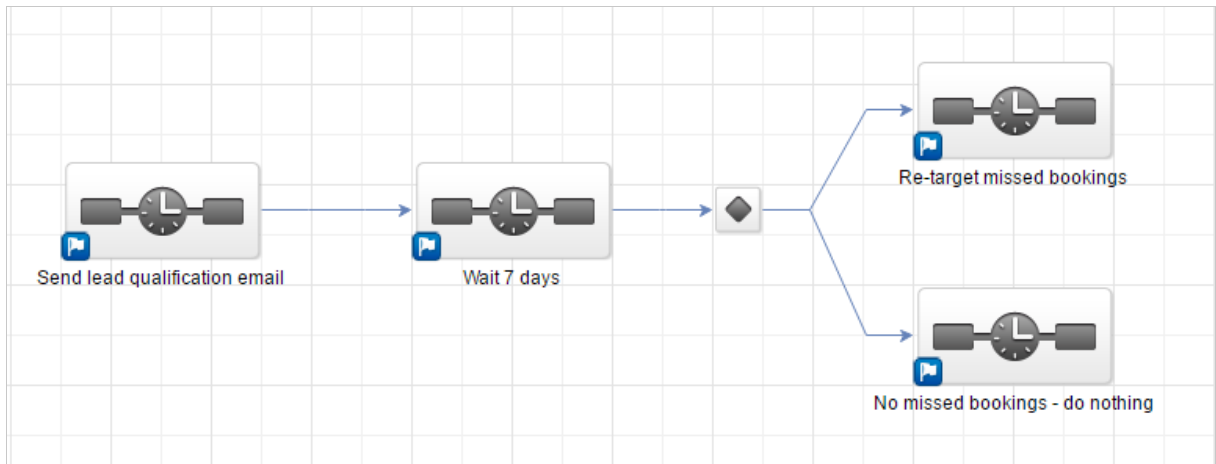 Re-target missed bookings
Send lead qualification email
Wait 7 days
No missed bookings - do nothing